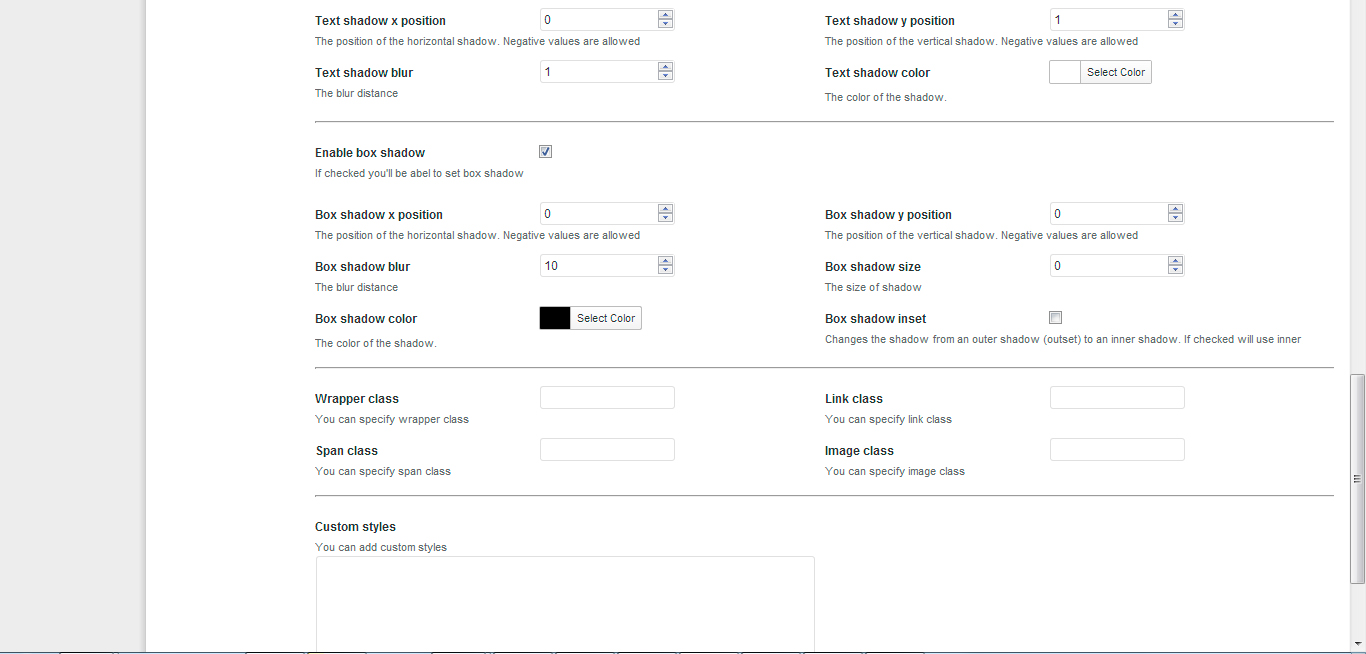 Text shadow x position 0 Text shadow y position 1
The position of the horizontal shadow. Negative values are allowed The position of the vertical shadow. Negative values are allowed
Text shadow blur 1 Text shadow color Select Color
The blur distance The color of the shadow.
Enable box shadow
If checked you'll be abel to set box shadow
Box shadow x position 0 Box shadow y position 0
The position of the horizontal shadow. Negative values are allowed The position of the vertical shadow. Negative values are allowed
Box shadow blur 10 Box shadow size 0
The blur distance The size of shadow
Box shadow color Select Color Box shadow inset
The color of the shadow. Changes the shadow from an outer shadow (outset) to an inner shadow. If checked will use inner
Wrapper class Link class
You can specify wrapper class You can specify link class
Span class Image class
You can specify span class You can specify image class
Custom styles
You can add custom styles